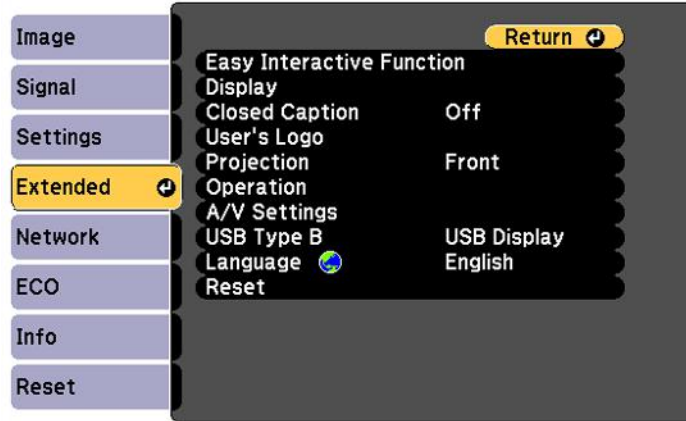 Image
Signal
Settings
Extended
Network
ECO
Info
Reset
Return
Easy Interactive Function
Display
Closed Caption Off
User's Logo
Projection Front
Operation
A/V Settings
USB Type B USB Display
Language English
Reset